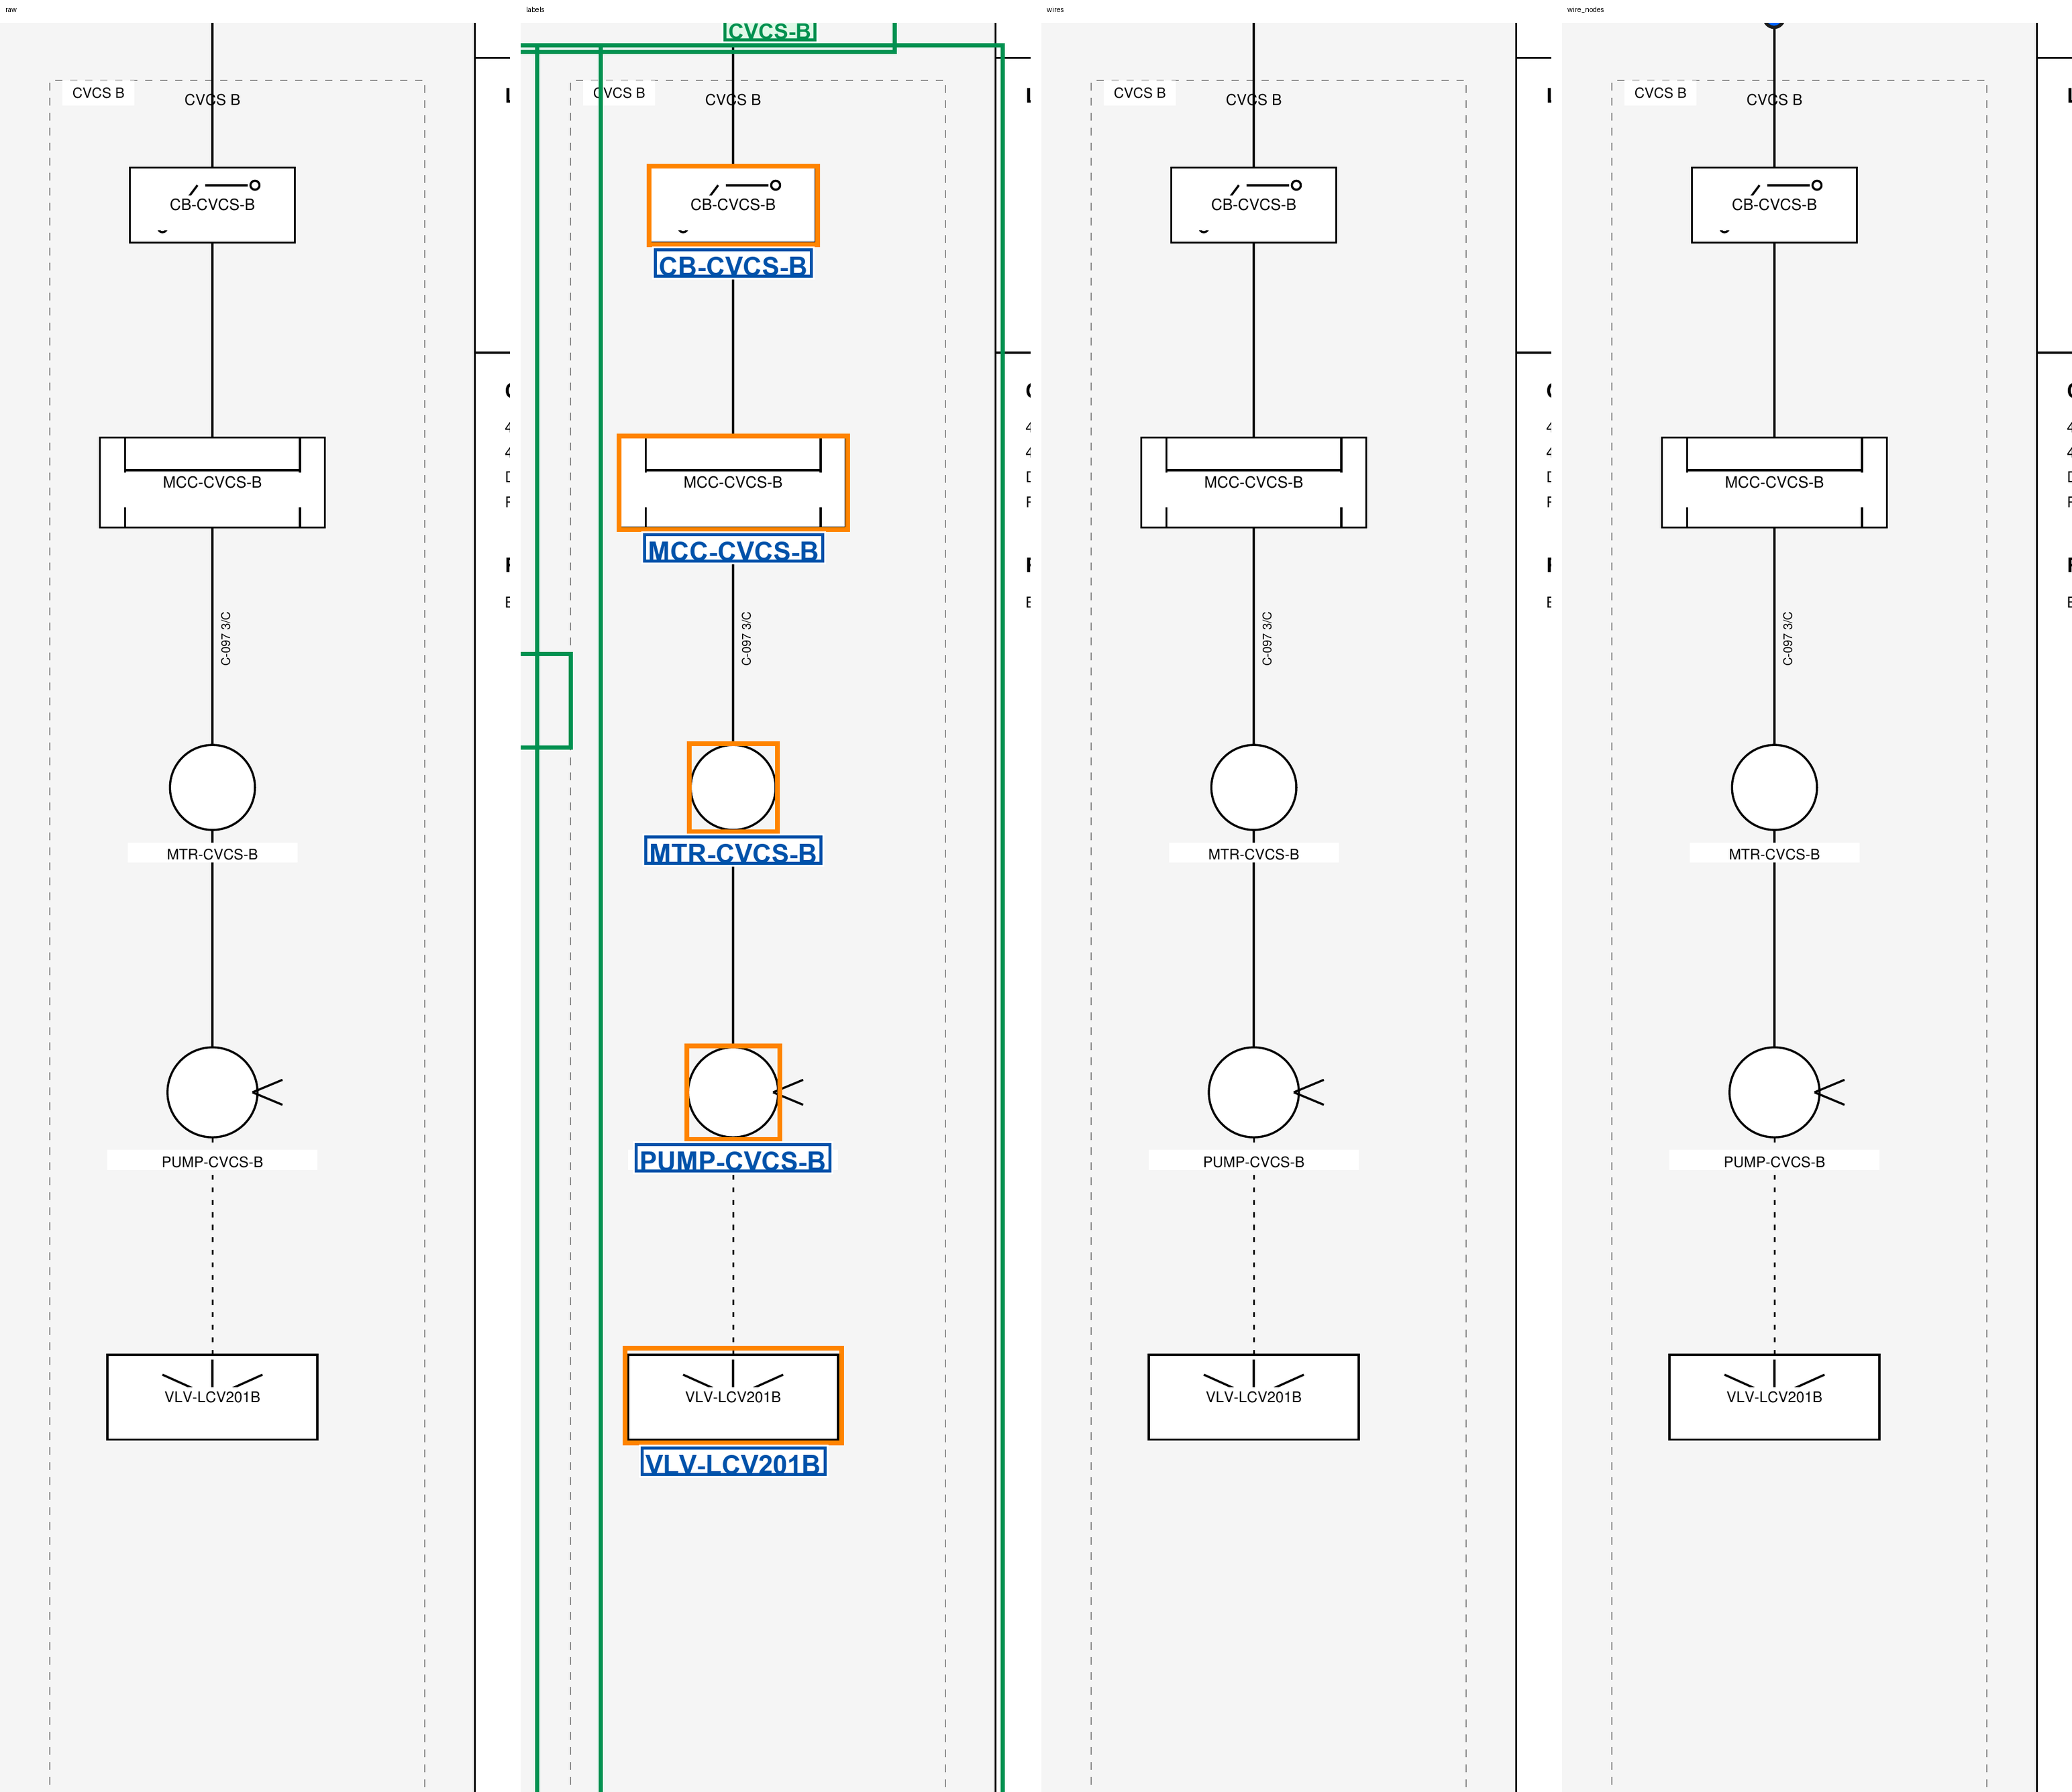 raw
CVCS B
CVCS B
CB-CVCS-B
MCC-CVCS-B
C-097 3/C
MTR-CVCS-B
PUMP-CVCS-B
VLV-LCV201B
labels
CVCS-B
CVCS B
CVCS B
CB-CVCS-B
CB-CVCS-B
MCC-CVCS-B
MCC-CVCS-B
C-097 3/C
MTR-CVCS-B
PUMP-CVCS-B
VLV-LCV201B
VLV-LCV201B
wires
CVCS B
CVCS B
CB-CVCS-B
MCC-CVCS-B
C-097 3/C
MTR-CVCS-B
PUMP-CVCS-B
VLV-LCV201B
wire_nodes
CVCS B
CVCS B
CB-CVCS-B
MCC-CVCS-B
C-097 3/C
MTR-CVCS-B
PUMP-CVCS-B
VLV-LCV201B